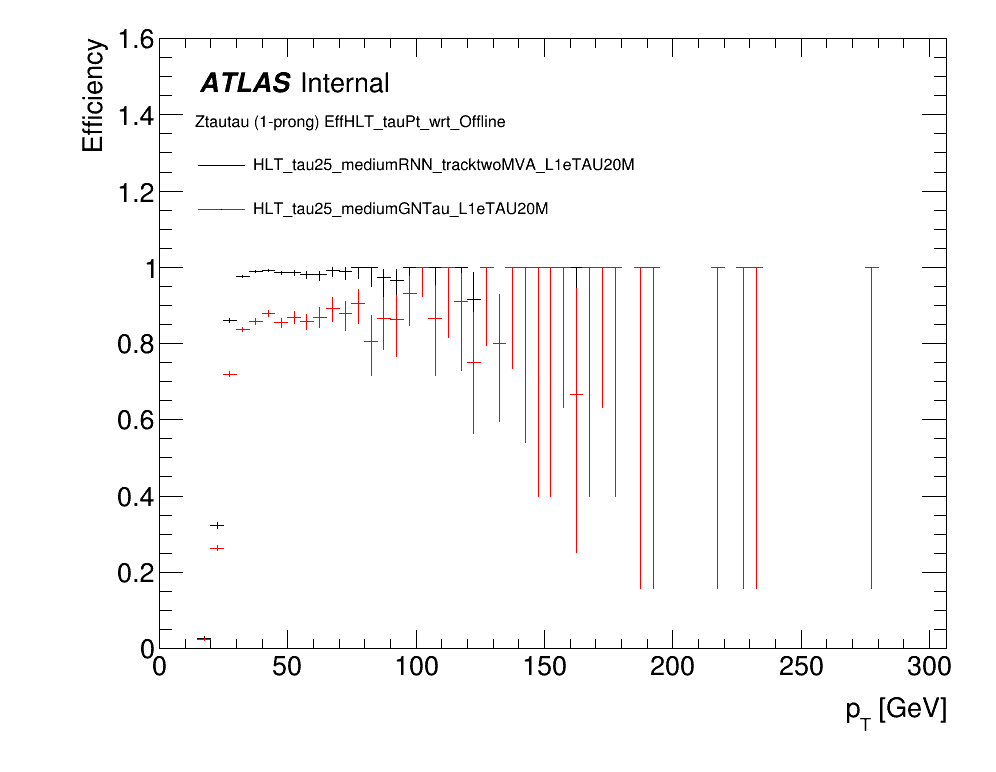 Efficiency
1.6
1.4
1.2
1
0.8
0.6
0.4
0.2
0
ATLAS Internal
Ztautau (1-prong) EffHLT_tauPt_wrt_Offline
HLT_tau25_mediumRNN_tracktwoMVA_L1eTAU20M
HLT_tau25_mediumGNTau_L1eTAU20M
0 50 100 150 200 250 300
pT [GeV]